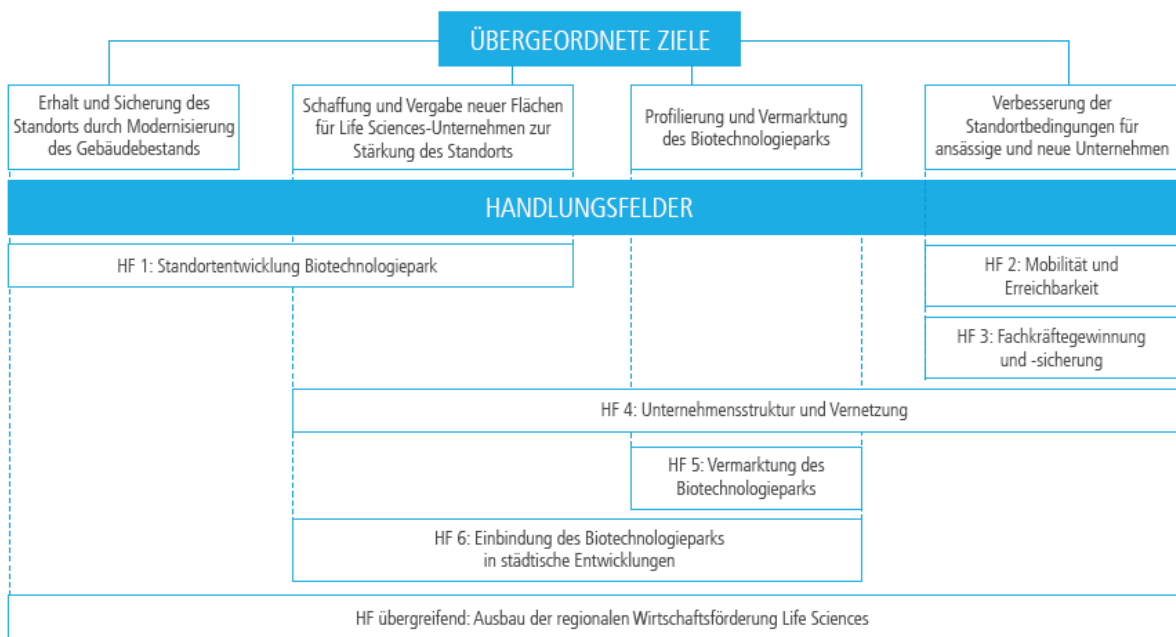 ÜBERGEORDNETE ZIELE
Erhalt und Sicherung des
Standorts durch Modernisierung
des Gebäudebestands
Schaffung und Vergabe neuer Flächen
für Life Sciences-Unternehmen zur
Stärkung des Standorts
Profilierung und Vermarktung
des Biotechnologieparks
Verbesserung der
Standortbedingungen für
ansässige und neue Unternehmen
HANDLUNGSFELDER
HF 1: Standortentwicklung Biotechnologiepark
HF 2: Mobilität und
Erreichbarkeit
HF 3: Fachkräftegewinnung
und -sicherung
HF 4: Unternehmensstruktur und Vernetzung
HF 5: Vermarktung des
Biotechnologieparks
HF 6: Einbindung des Biotechnologieparks
in städtische Entwicklungen
HF übergreifend: Ausbau der regionalen Wirtschaftsförderung Life Sciences